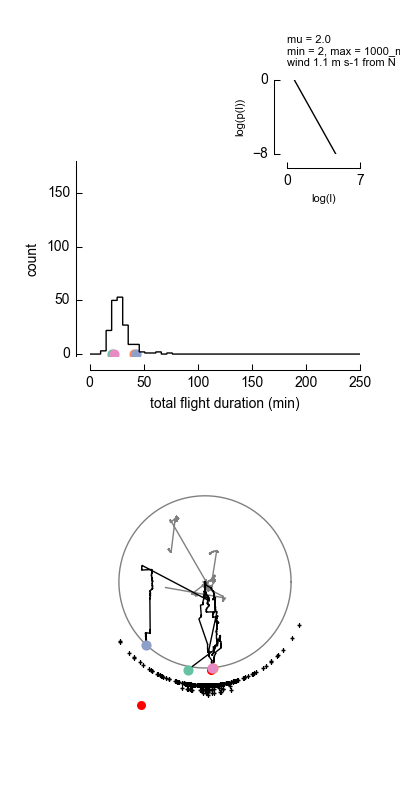 mu = 2.0
min = 2, max = 1000_m
wind 1.1 m s-1 from N
0
log(p(l))
−8
0
7
log(l)
150
100
50
0
count
0
50
100
150
200
250
total flight duration (min)